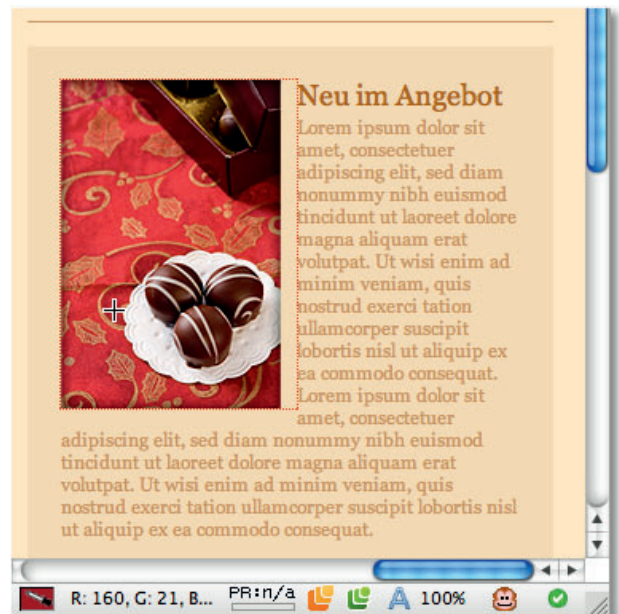 Neu im Angebot
Lorem ipsum dolor sit
amet, consectetuer
adipiscing elit, sed diam
nonummy nibh euismod
tincidunt ut laoreet dolore
magna aliquam erat
volutpat. Ut wisi enim ad
minim veniam, quis
nostrud exerci tation
ullamcorper suscipit
lobortis nisl ut aliquip ex
ea commodo consequat.
Lorem ipsum dolor sit
amet, consectetuer
adipiscing elit, sed diam nonummy nibh euismod
tincidunt ut laoreet dolore magna aliquam erat
volutpat. Ut wisi enim ad minim veniam, quis
nostrud exerci tation ullamcorper suscipit lobortis nisl
ut aliquip ex ea commodo consequat.
R: 160, G: 21, B... PR:n/a 100%